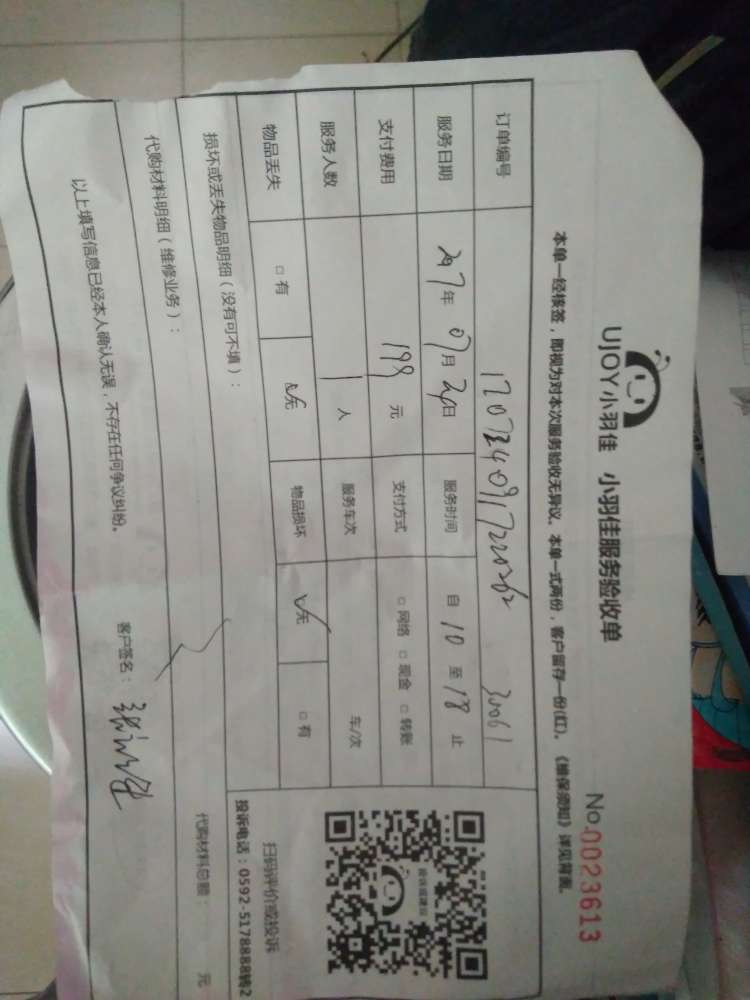 UJOY小羽佳 小羽佳服务验收单
No.0023613
本单一经核签，即视为对本次服务验收无异议。本单一式两份，客户留存一份(红)。《维保须知》详见背面。
订单编号 30061
服务日期 年 07月 日 服务时间 自 10 至 18 止
支付费用 199 元 支付方式 □网络 □现金 □转账
服务人数 1 人 服务车次 车/次
物品丢失 □有 ☑无 物品损坏 ☑无 □有
损坏或丢失物品明细（没有可不填）：
代购材料明细（维修业务）：
代购材料总额： 元
以上填写信息已经本人确认无误，不存在任何争议纠纷。
客户签名：
投诉或建议
扫码评价或投诉
投诉电话：0592-5178888转2